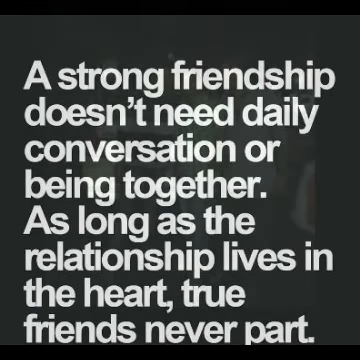 A strong friendship
doesn't need daily
conversation or
being together.
As long as the
relationship lives in
the heart, true
friends never part.